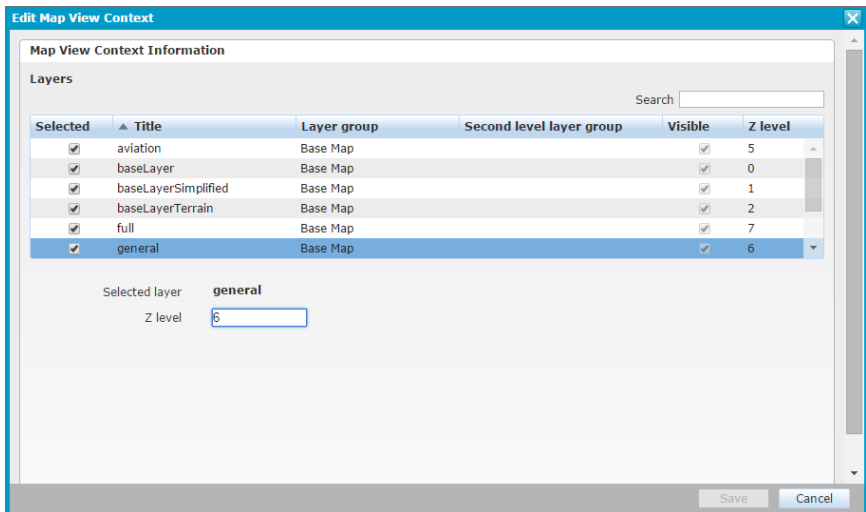 Edit Map View Context
Map View Context Information
Layers
Search
Selected Title Layer group Second level layer group Visible Z level
aviation Base Map 5
baseLayer Base Map 0
baseLayerSimplified Base Map 1
baseLayerTerrain Base Map 2
full Base Map 7
general Base Map 6
Selected layer general
Z level 6
Save Cancel